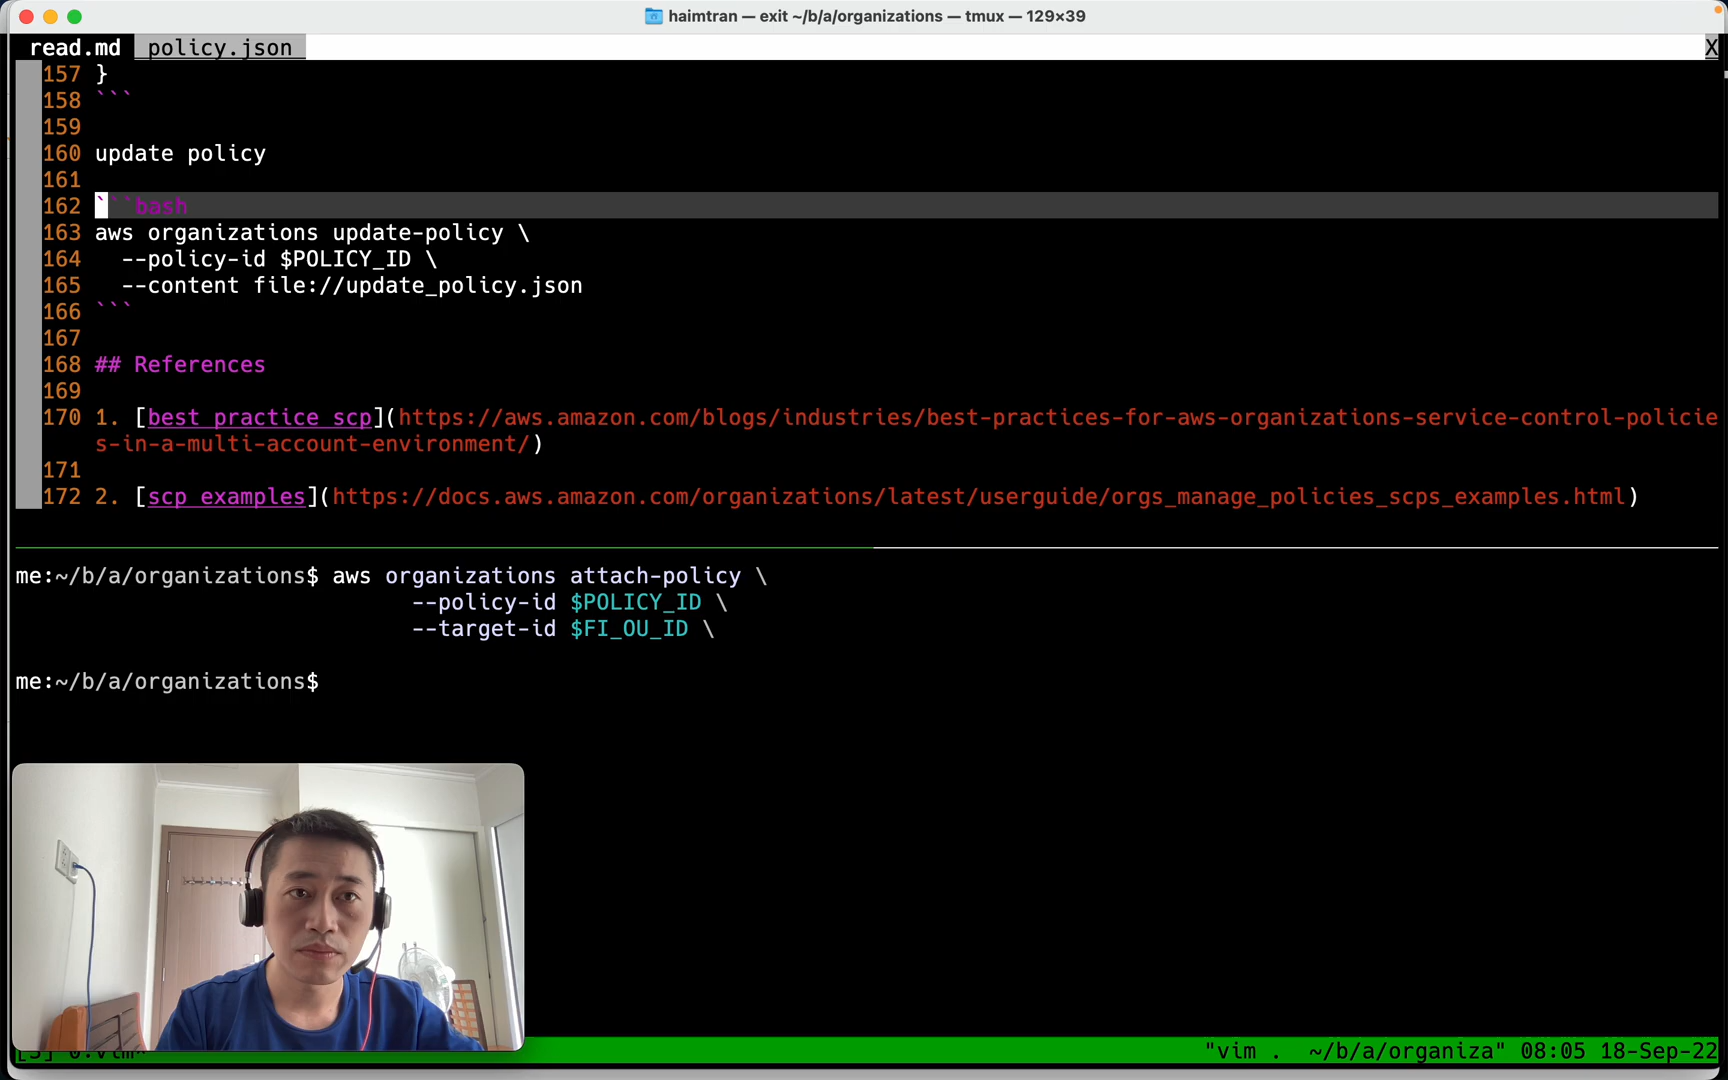 haimtran — exit ~/b/a/organizations — tmux — 129×39
read.md policy.json X
157 }
158 ```
159
160 update policy
161
162 ```bash
163 aws organizations update-policy \
164   --policy-id $POLICY_ID \
165   --content file://update_policy.json
166 ```
167
168 ## References
169
170 1. [best practice scp](https://aws.amazon.com/blogs/industries/best-practices-for-aws-organizations-service-control-policie
s-in-a-multi-account-environment/)
171
172 2. [scp examples](https://docs.aws.amazon.com/organizations/latest/userguide/orgs_manage_policies_scps_examples.html)
me:~/b/a/organizations$ aws organizations attach-policy \
--policy-id $POLICY_ID \
--target-id $FI_OU_ID \
me:~/b/a/organizations$
"vim .  ~/b/a/organiza" 08:05 18-Sep-22